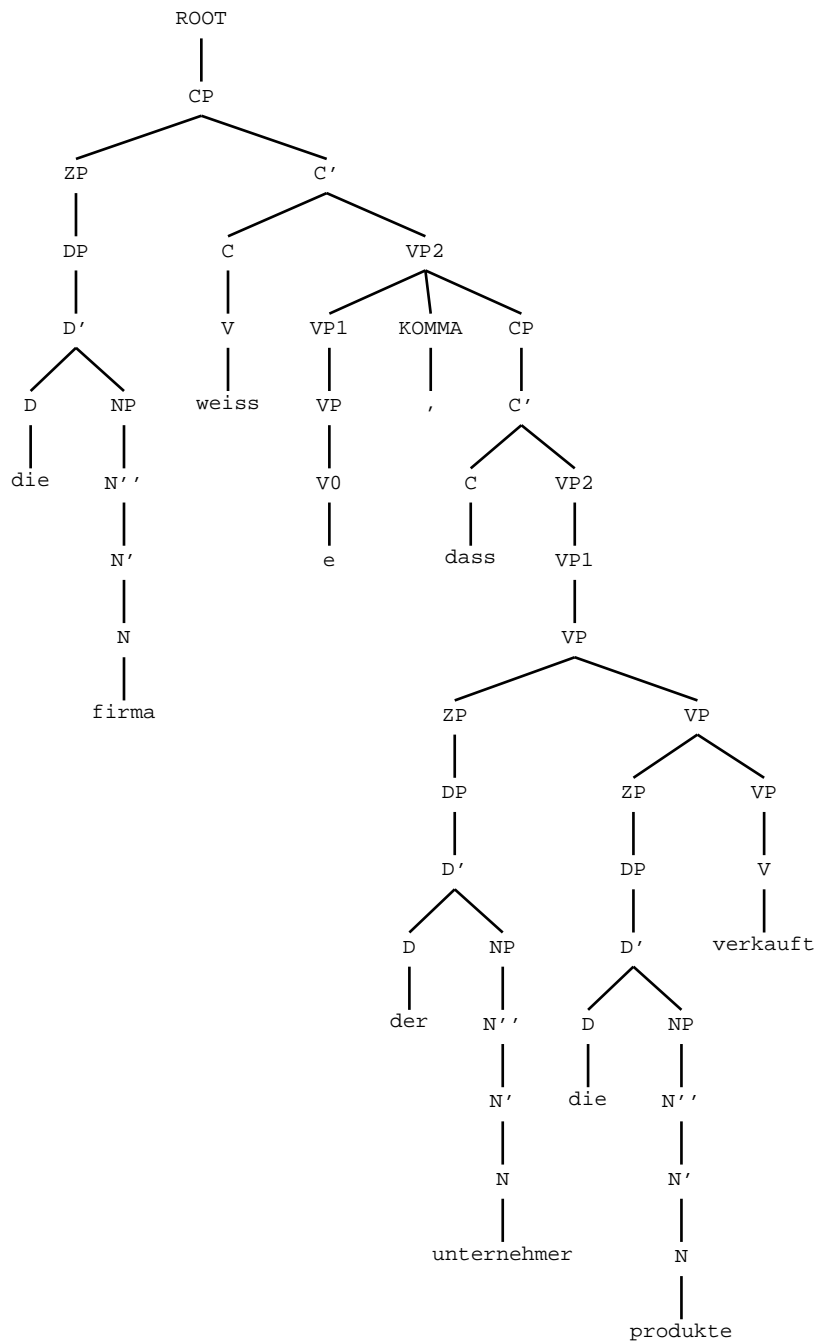 ROOT
CP
ZP C'
DP C VP2
D' V VP1 KOMMA CP
D NP weiss VP , C'
die N'' V0 C VP2
N' e dass VP1
N VP
firma ZP VP
DP ZP VP
D' DP V
D NP D' verkauft
der N'' D NP
N' die N''
N N'
unternehmer N
produkte